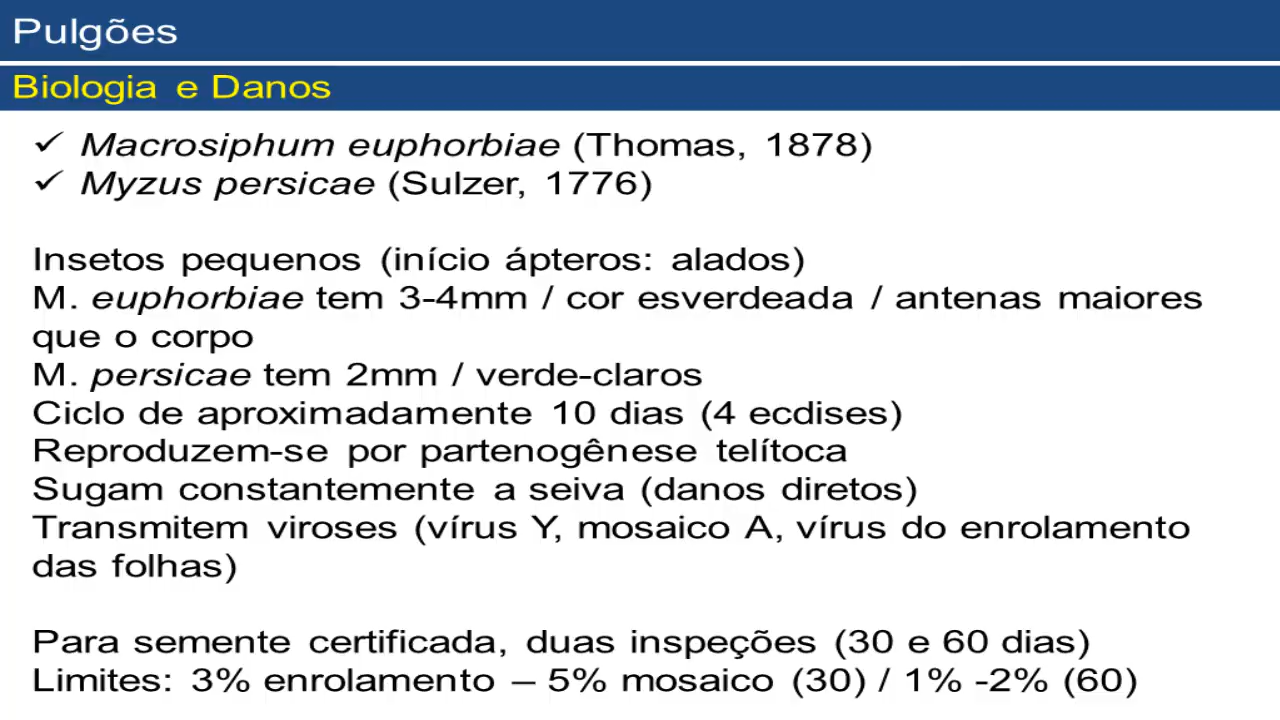 Pulgões
Biologia e Danos
✓ Macrosiphum euphorbiae (Thomas, 1878)
✓ Myzus persicae (Sulzer, 1776)
Insetos pequenos (início ápteros: alados)
M. euphorbiae tem 3-4mm / cor esverdeada / antenas maiores
que o corpo
M. persicae tem 2mm / verde-claros
Ciclo de aproximadamente 10 dias (4 ecdises)
Reproduzem-se por partenogênese telítoca
Sugam constantemente a seiva (danos diretos)
Transmitem viroses (vírus Y, mosaico A, vírus do enrolamento
das folhas)
Para semente certificada, duas inspeções (30 e 60 dias)
Limites: 3% enrolamento – 5% mosaico (30) / 1% -2% (60)